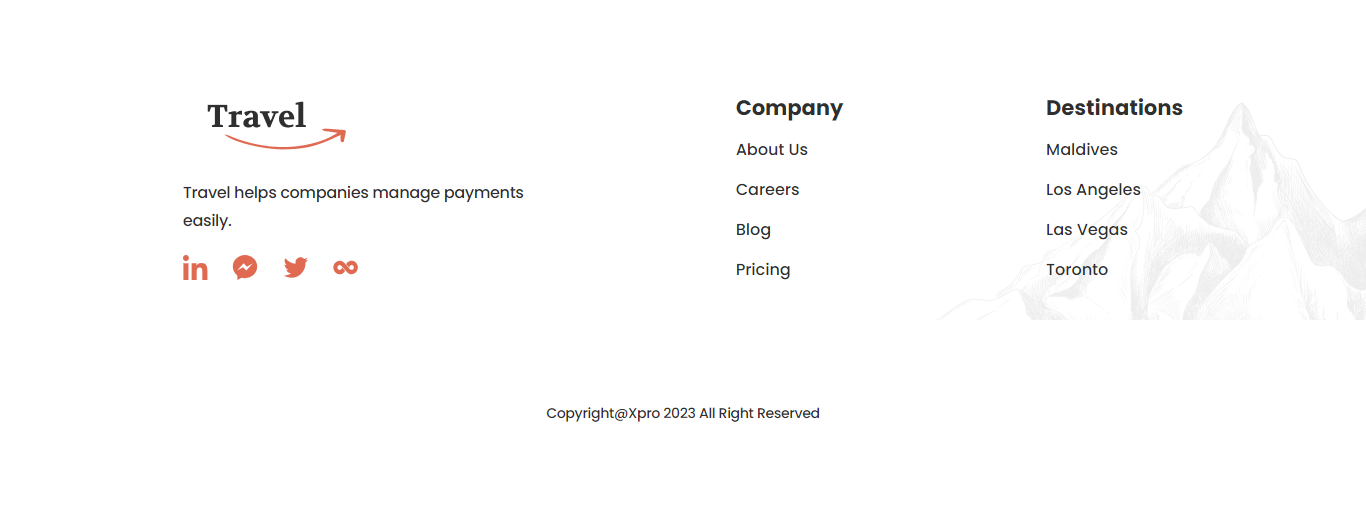 Travel
Travel helps companies manage payments
easily.
Company
About Us
Careers
Blog
Pricing
Destinations
Maldives
Los Angeles
Las Vegas
Toronto
Copyright@Xpro 2023 All Right Reserved